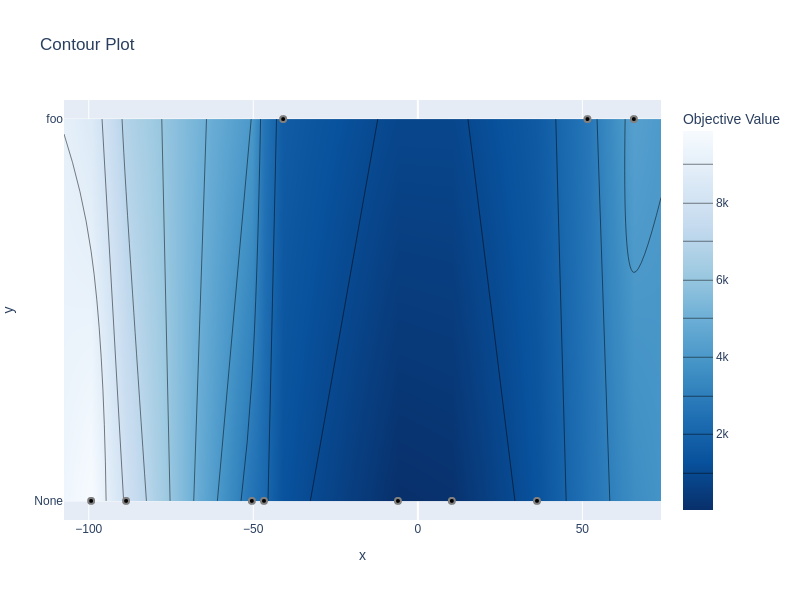 Contour Plot
Objective Value
foo
8k
6k
y
4k
2k
None
−100
−50
0
50
x